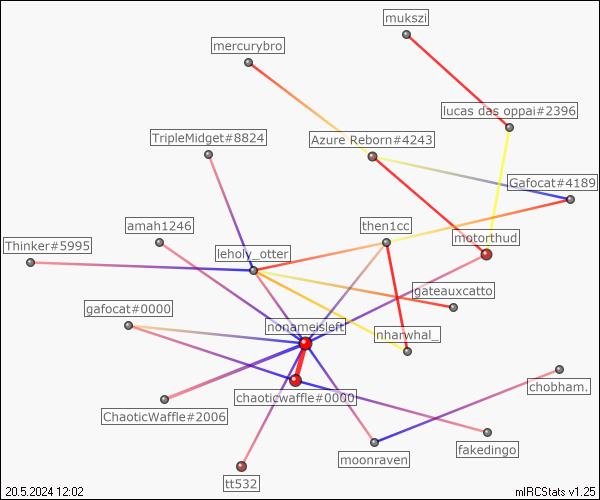 mukszi
mercurybro
lucas das oppai#2396
TripleMidget#8824
Azure Reborn#4243
Gafocat#4189
amah1246
then1cc
Thinker#5995
leholy_otter
motorthud
gateauxcatto
gafocat#0000
nonameisleft
nharwhal_
chaoticwaffle#0000
chobham.
ChaoticWaffle#2006
fakedingo
moonraven
tt532
20.5.2024 12:02
mIRCStats v1.25